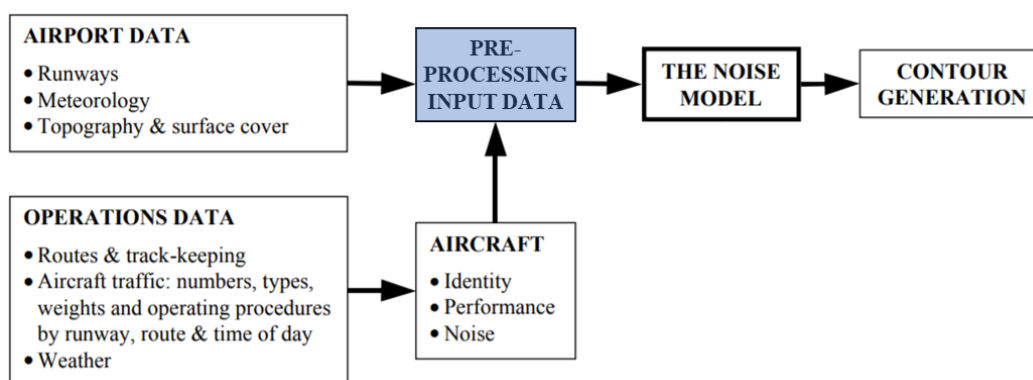 AIRPORT DATA
• Runways
• Meteorology
• Topography & surface cover
PRE-
PROCESSING
INPUT DATA
THE NOISE
MODEL
CONTOUR
GENERATION
OPERATIONS DATA
• Routes & track-keeping
• Aircraft traffic: numbers, types,
weights and operating procedures
by runway, route & time of day
• Weather
AIRCRAFT
• Identity
• Performance
• Noise